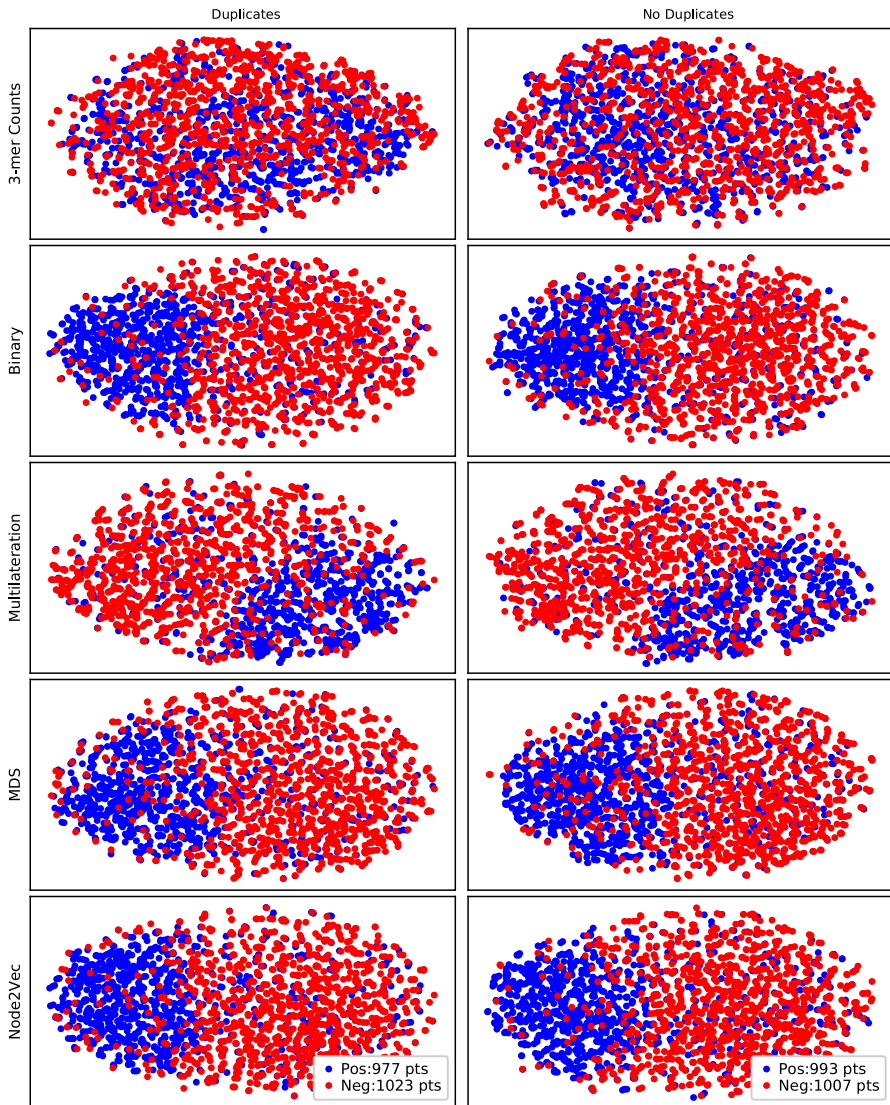 Duplicates
No Duplicates
3-mer Counts
Binary
Multilateration
MDS
Node2Vec
Pos:977 pts
Neg:1023 pts
Pos:993 pts
Neg:1007 pts